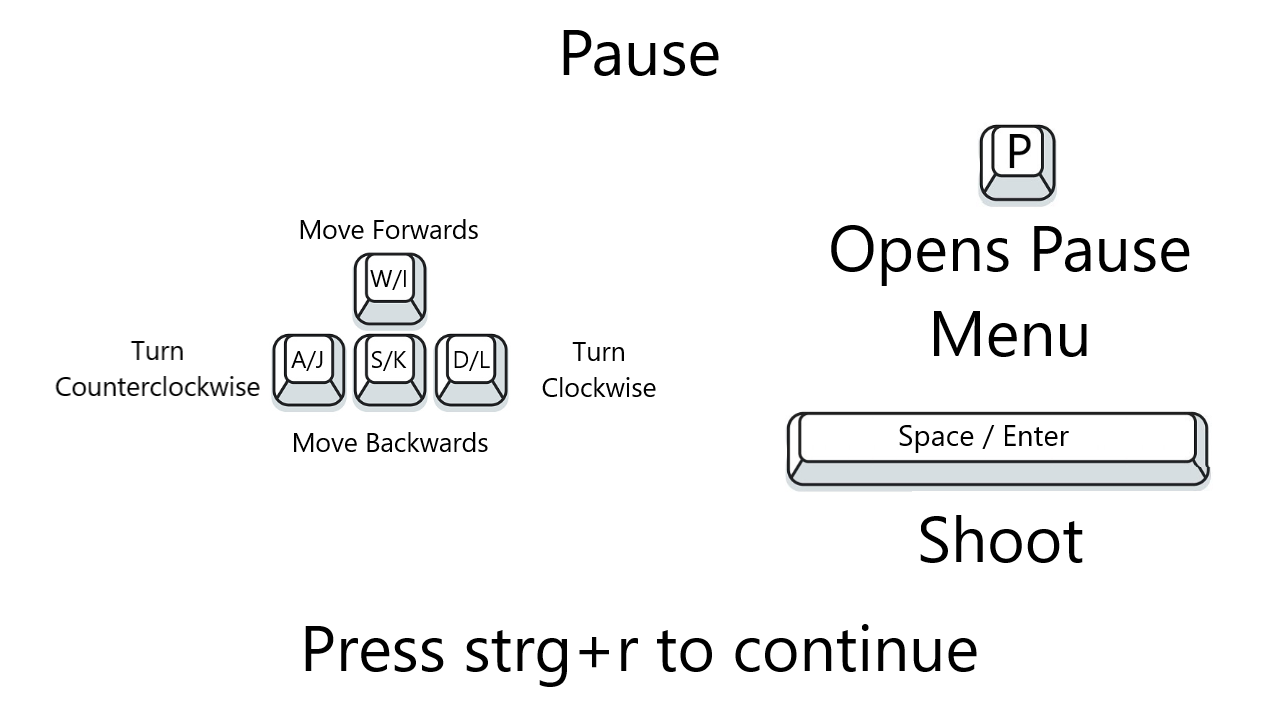 Pause
Move Forwards
W/I
Turn
Counterclockwise
A/J
S/K
D/L
Turn
Clockwise
Move Backwards
P
Opens Pause
Menu
Space / Enter
Shoot
Press strg+r to continue